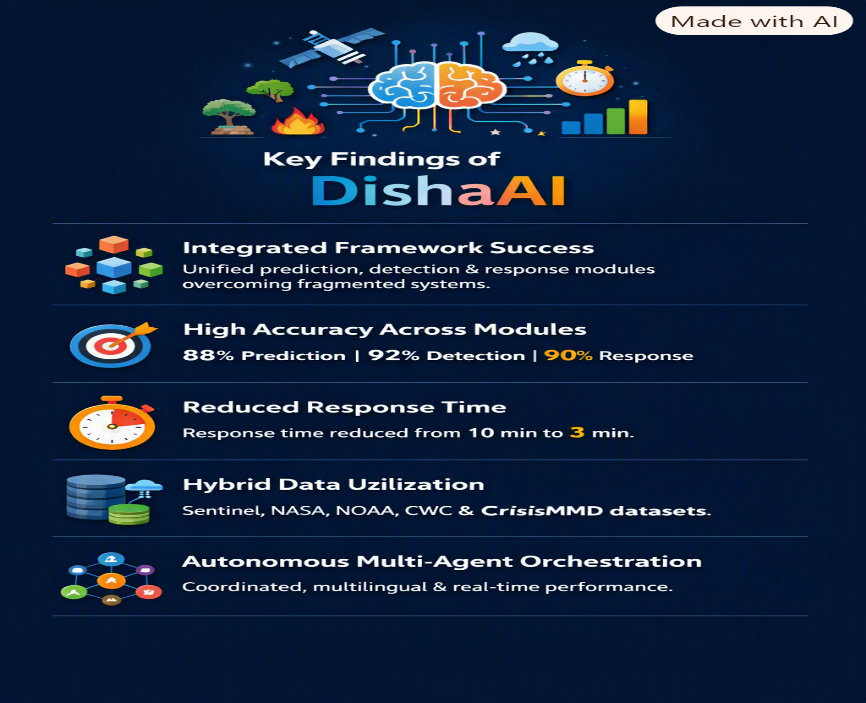 Made with AI
Key Findings of
DishaAI
Integrated Framework Success
Unified prediction, detection & response modules
overcoming fragmented systems.
High Accuracy Across Modules
88% Prediction | 92% Detection | 90% Response
Reduced Response Time
Response time reduced from 10 min to 3 min.
Hybrid Data Uzilization
Sentinel, NASA, NOAA, CWC & CrisisMMD datasets.
Autonomous Multi-Agent Orchestration
Coordinated, multilingual & real-time performance.